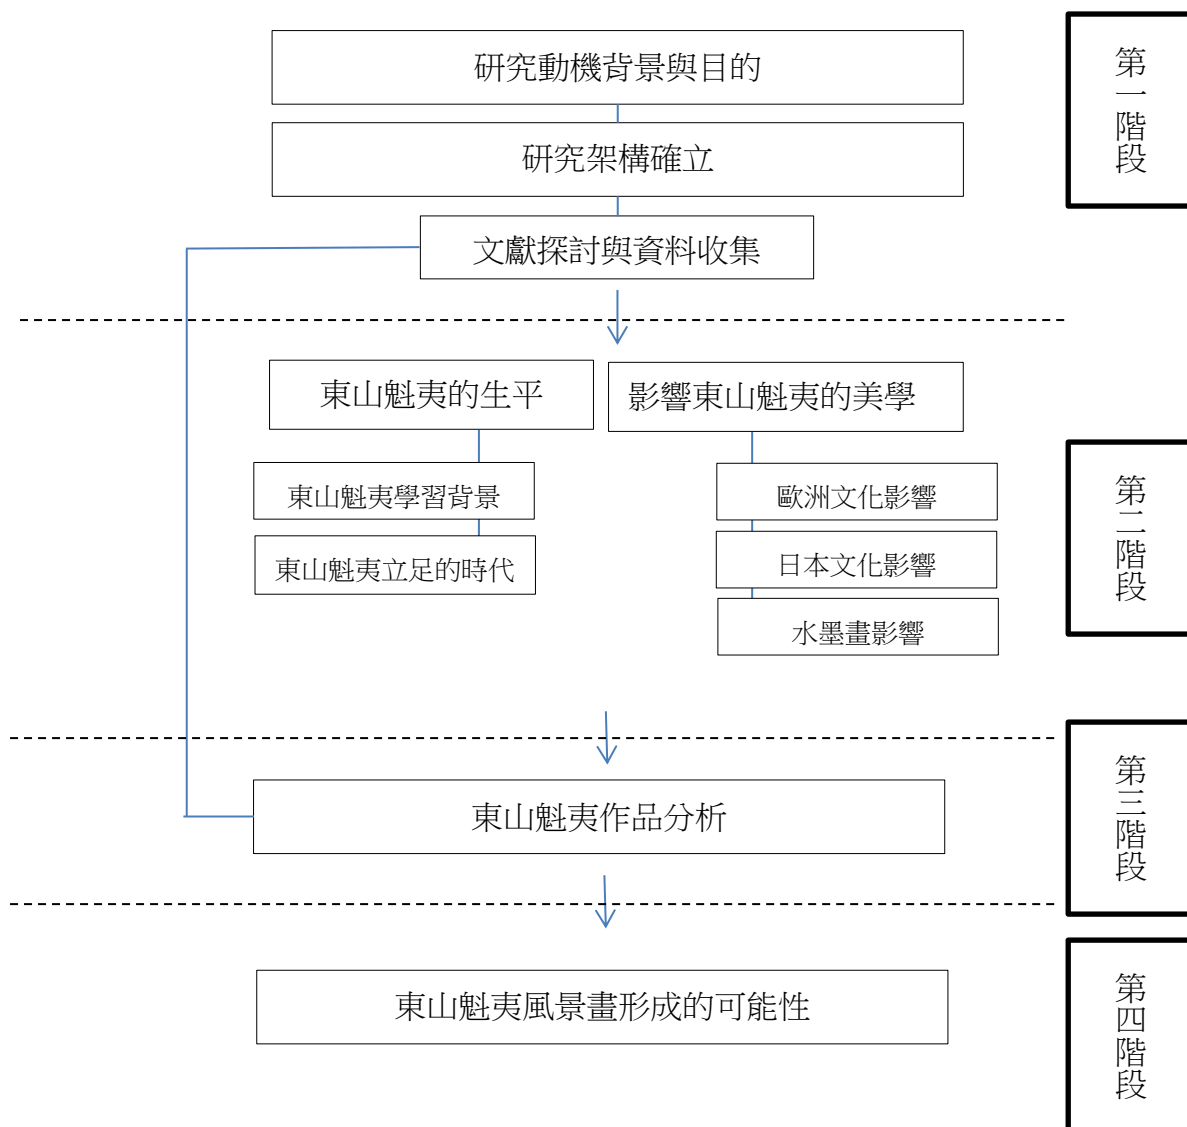 研究動機背景與目的
第一階段
研究架構確立
文獻探討與資料收集
東山魁夷的生平
影響東山魁夷的美學
第二階段
東山魁夷學習背景
東山魁夷立足的時代
歐洲文化影響
日本文化影響
水墨畫影響
東山魁夷作品分析
第三階段
東山魁夷風景畫形成的可能性
第四階段